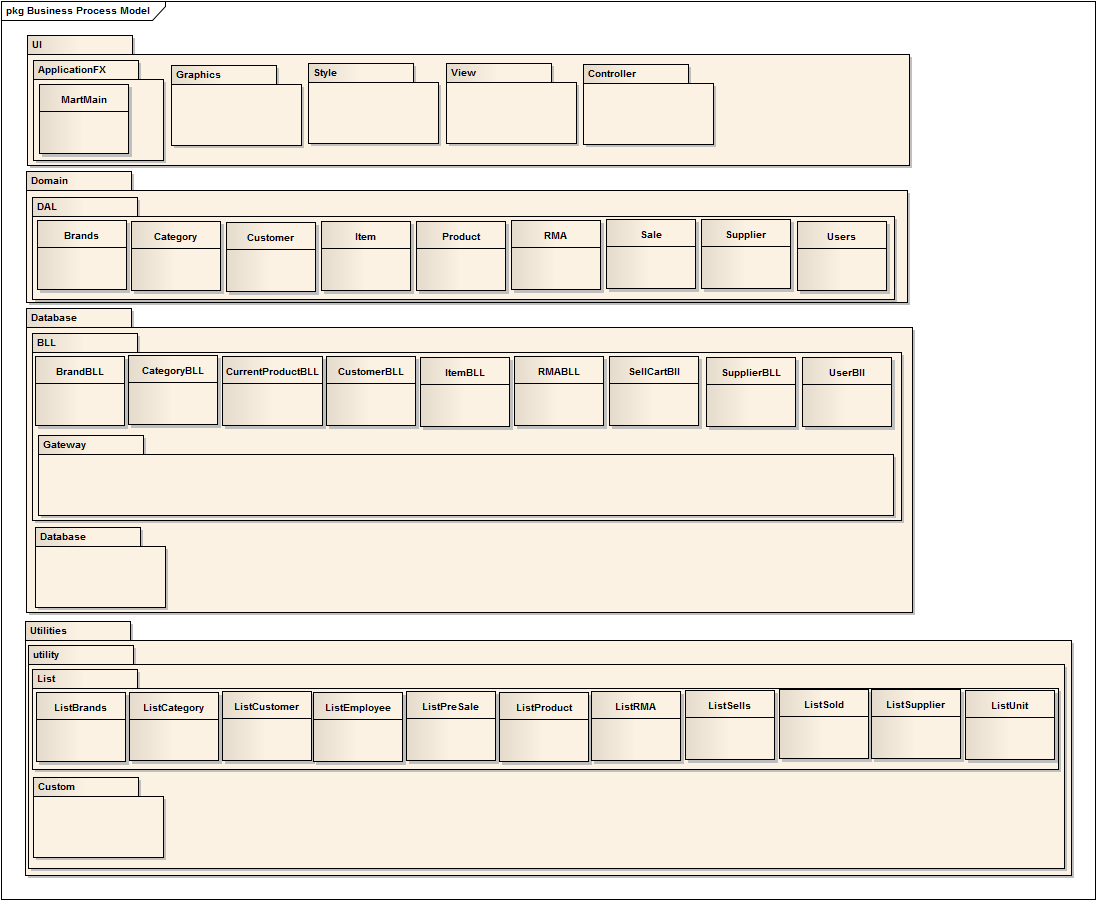 pkg Business Process Model
UI
ApplicationFX
MartMain
Graphics
Style
View
Controller
Domain
DAL
Brands
Category
Customer
Item
Product
RMA
Sale
Supplier
Users
Database
BLL
BrandBLL
CategoryBLL
CurrentProductBLL
CustomerBLL
ItemBLL
RMABLL
SellCartBll
SupplierBLL
UserBll
Gateway
Database
Utilities
utility
List
ListBrands
ListCategory
ListCustomer
ListEmployee
ListPreSale
ListProduct
ListRMA
ListSells
ListSold
ListSupplier
ListUnit
Custom